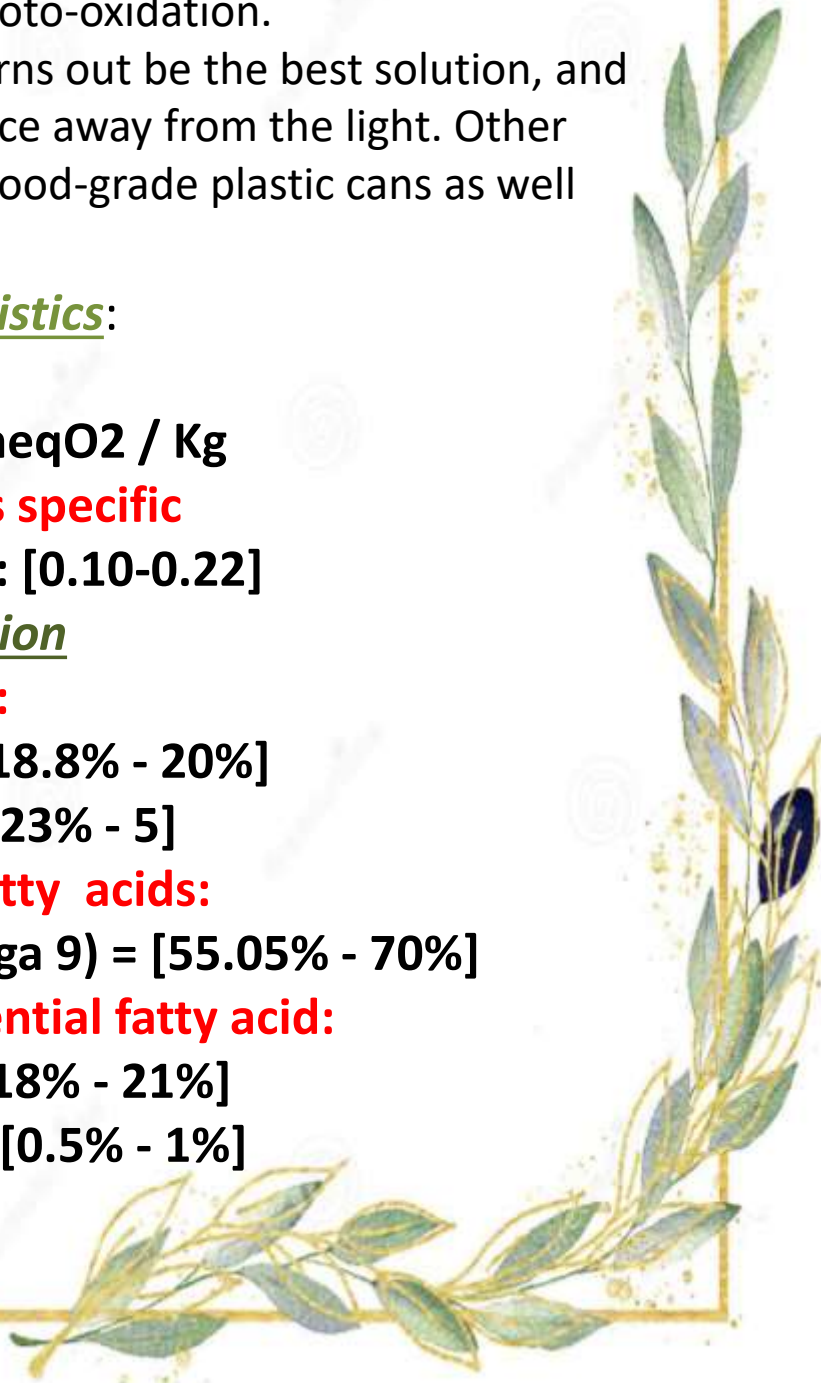 oto-oxidation.
rns out be the best solution, and
ce away from the light. Other
ood-grade plastic cans as well
istics:
eqO2 / Kg
s specific
: [0.10-0.22]
ion
:
18.8% - 20%]
23% - 5]
tty acids:
ga 9) = [55.05% - 70%]
ential fatty acid:
18% - 21%]
[0.5% - 1%]